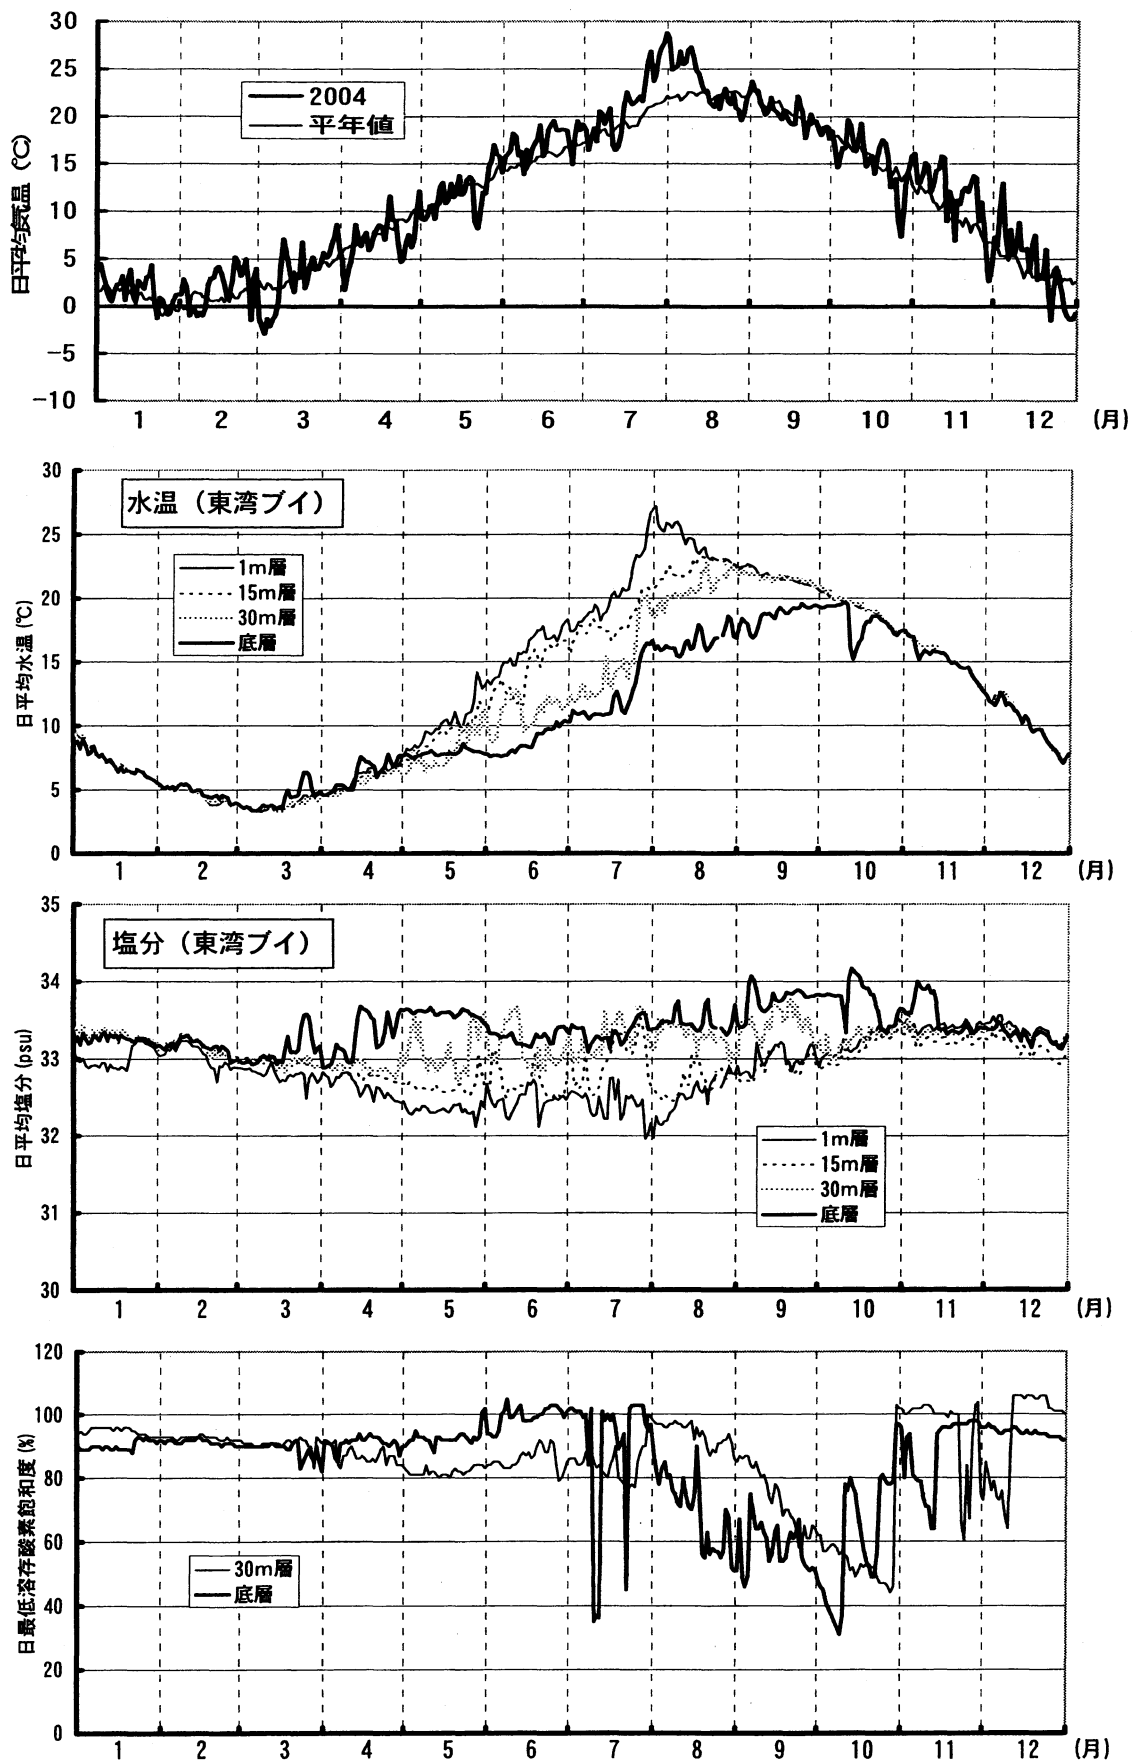 30
25
20
15
10
5
0
−5
−10
日平均気温 (℃)
2004
平年値
1 2 3 4 5 6 7 8 9 10 11 12 (月)
30
25
20
15
10
5
0
日平均水温 (℃)
水温（東湾ブイ）
1m層
15m層
30m層
底層
1 2 3 4 5 6 7 8 9 10 11 12 (月)
35
34
33
32
31
30
日平均塩分 (psu)
塩分（東湾ブイ）
1m層
15m層
30m層
底層
1 2 3 4 5 6 7 8 9 10 11 12 (月)
120
100
80
60
40
20
0
日最低溶存酸素飽和度 (%)
30m層
底層
1 2 3 4 5 6 7 8 9 10 11 12 (月)